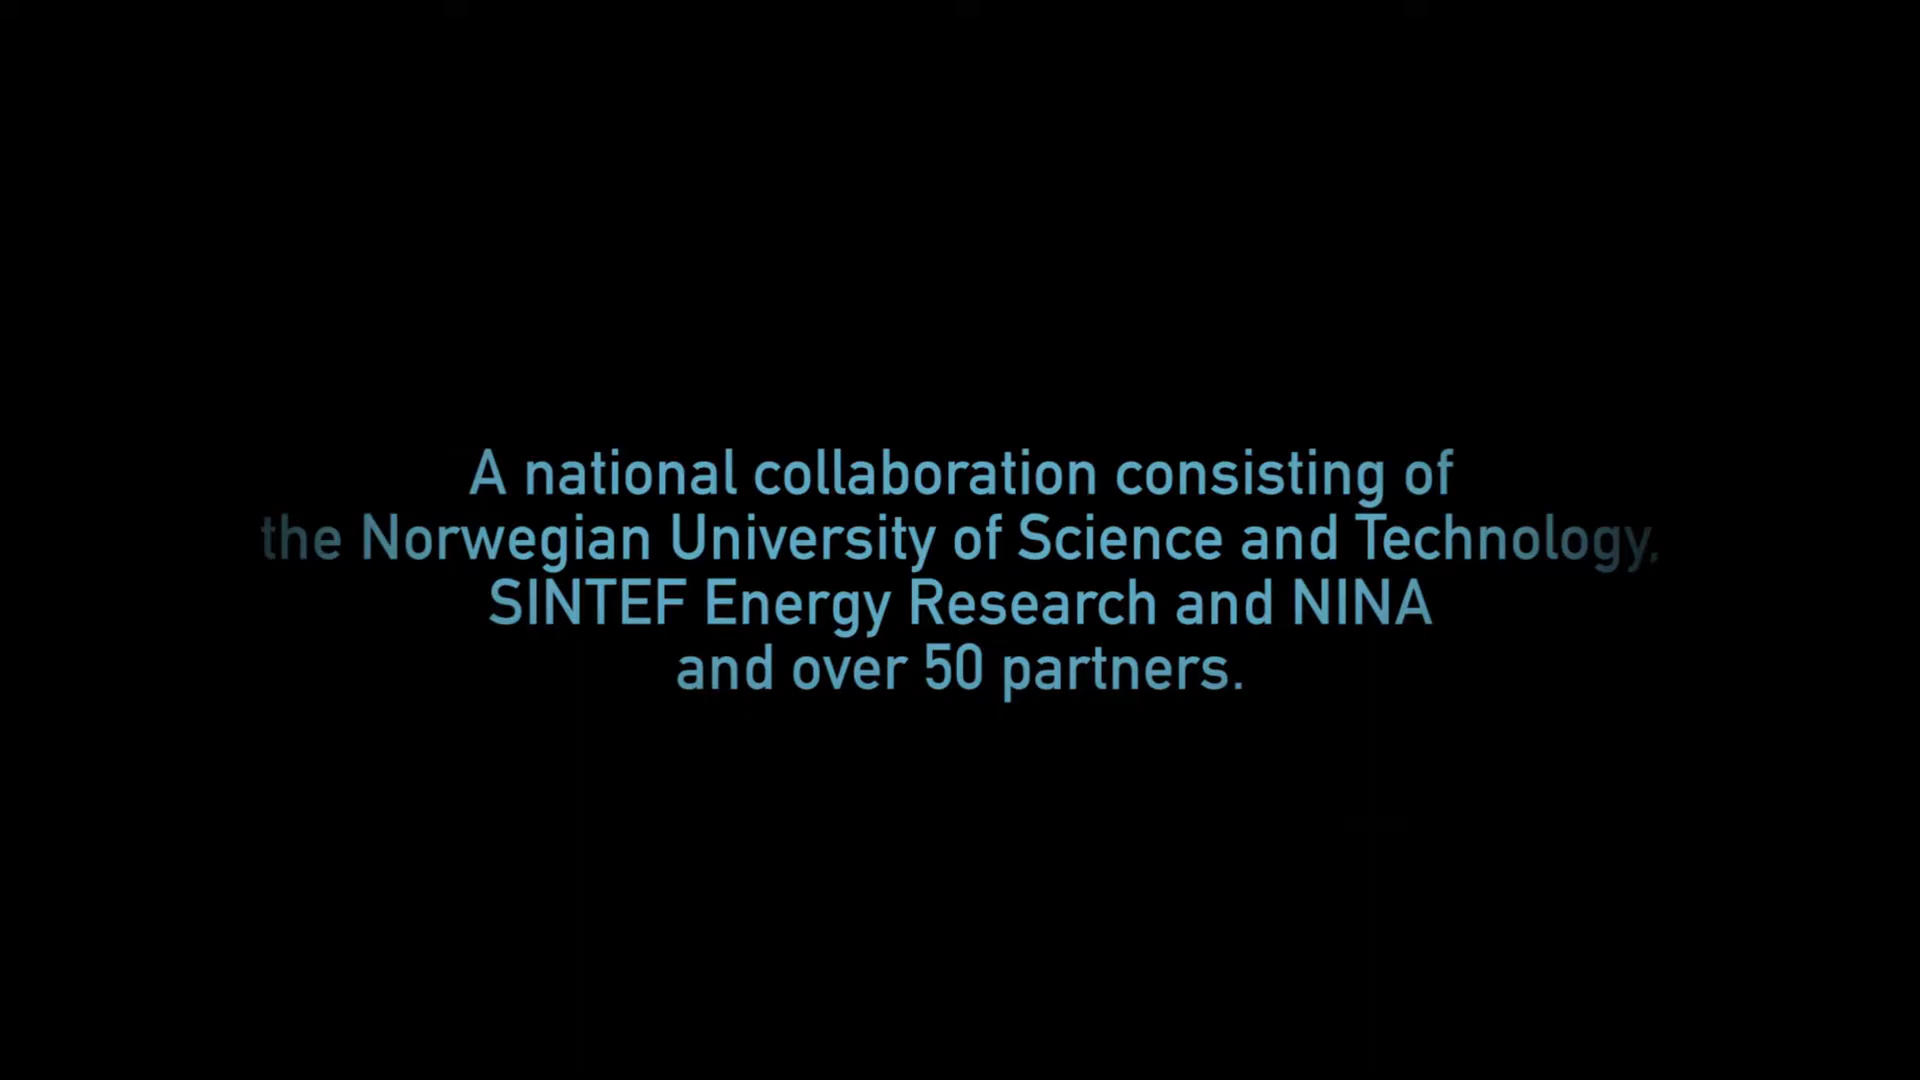 A national collaboration consisting of
the Norwegian University of Science and Technology,
SINTEF Energy Research and NINA
and over 50 partners.